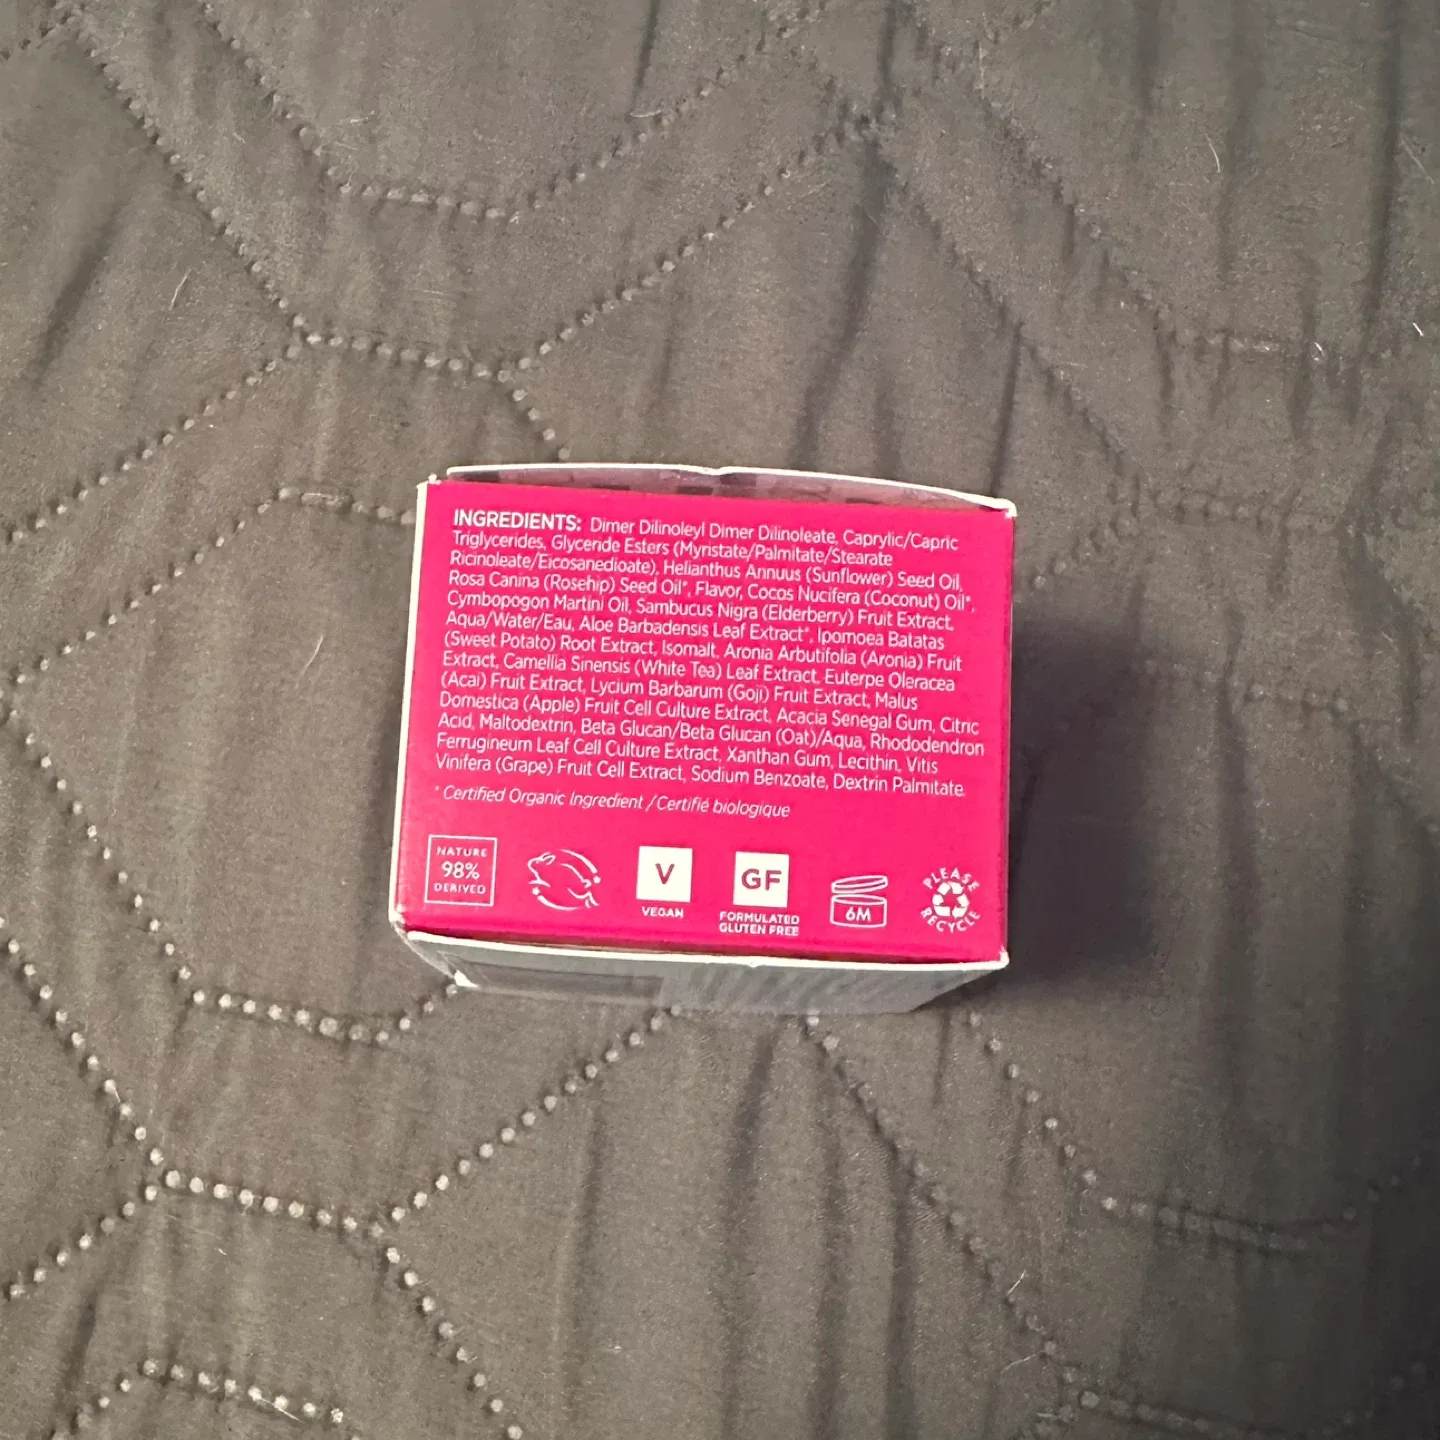 INGREDIENTS: Dimer Dilinoleyl Dimer Dilinoleate, Caprylic/Capric
Triglycerides, Glyceride Esters (Myristate/Palmitate/Stearate
Ricinoleate/Eicosanedioate), Helianthus Annuus (Sunflower) Seed Oil,
Rosa Canina (Rosehip) Seed Oil*, Flavor, Cocos Nucifera (Coconut) Oil*,
Cymbopogon Martini Oil, Sambucus Nigra (Elderberry) Fruit Extract,
Aqua/Water/Eau, Aloe Barbadensis Leaf Extract*, Ipomoea Batatas
(Sweet Potato) Root Extract, Isomalt, Aronia Arbutifolia (Aronia) Fruit
Extract, Camellia Sinensis (White Tea) Leaf Extract, Euterpe Oleracea
(Acai) Fruit Extract, Lycium Barbarum (Goji) Fruit Extract, Malus
Domestica (Apple) Fruit Cell Culture Extract, Acacia Senegal Gum, Citric
Acid, Maltodextrin, Beta Glucan/Beta Glucan (Oat)/Aqua, Rhododendron
Ferrugineum Leaf Cell Culture Extract, Xanthan Gum, Lecithin, Vitis
Vinifera (Grape) Fruit Cell Extract, Sodium Benzoate, Dextrin Palmitate.
* Certified Organic Ingredient / Certifié biologique
NATURE
98%
DERIVED
V
VEGAN
GF
FORMULATED
GLUTEN FREE
6M
PLEASE
RECYCLE